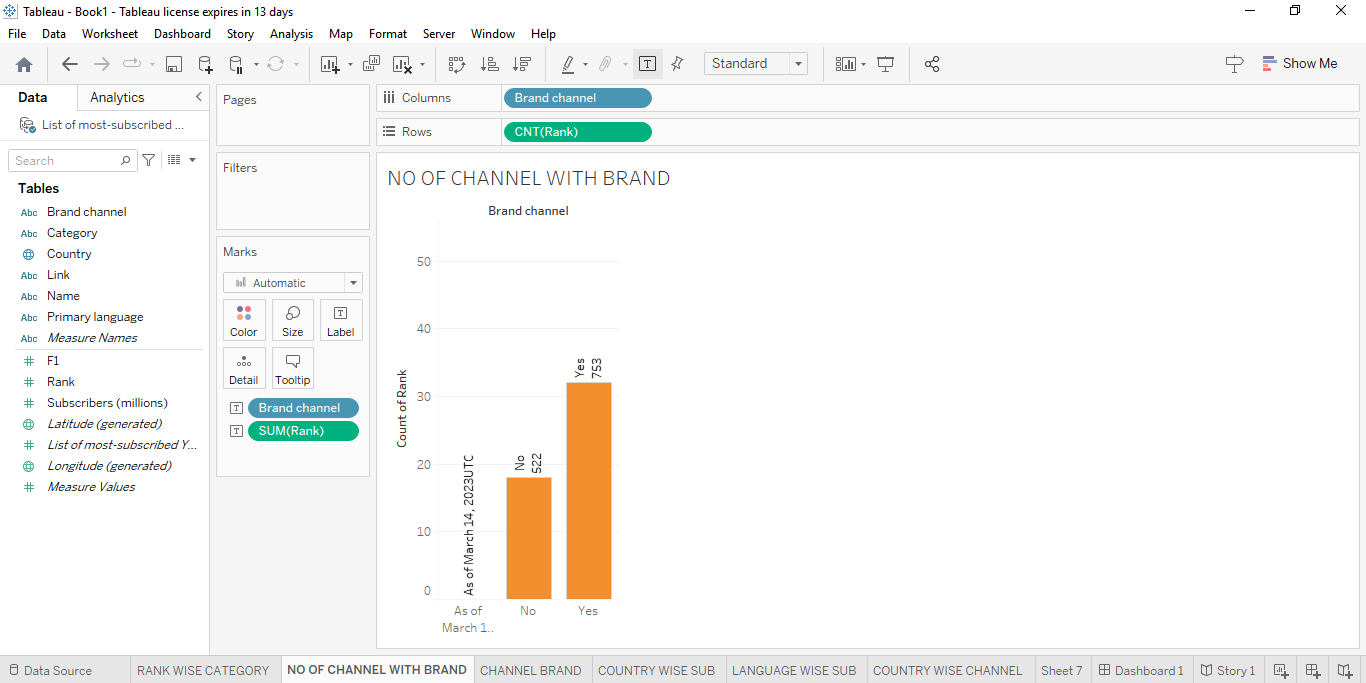 Tableau - Book1 - Tableau license expires in 13 days
File Data Worksheet Dashboard Story Analysis Map Format Server Window Help
Standard
Show Me
Data Analytics
List of most-subscribed ...
Search
Tables
Abc Brand channel
Abc Category
Country
Abc Link
Abc Name
Abc Primary language
Abc Measure Names
# F1
# Rank
# Subscribers (millions)
Latitude (generated)
# List of most-subscribed Y...
Longitude (generated)
# Measure Values
Pages
Filters
Marks
Automatic
Color Size Label
Detail Tooltip
Brand channel
SUM(Rank)
Columns Brand channel
Rows CNT(Rank)
NO OF CHANNEL WITH BRAND
Brand channel
Count of Rank
50
40
30
20
10
0
As of March 14, 2023UTC
No
522
Yes
753
As of
March 1..
No
Yes
Data Source RANK WISE CATEGORY NO OF CHANNEL WITH BRAND CHANNEL BRAND COUNTRY WISE SUB LANGUAGE WISE SUB COUNTRY WISE CHANNEL Sheet 7 Dashboard 1 Story 1